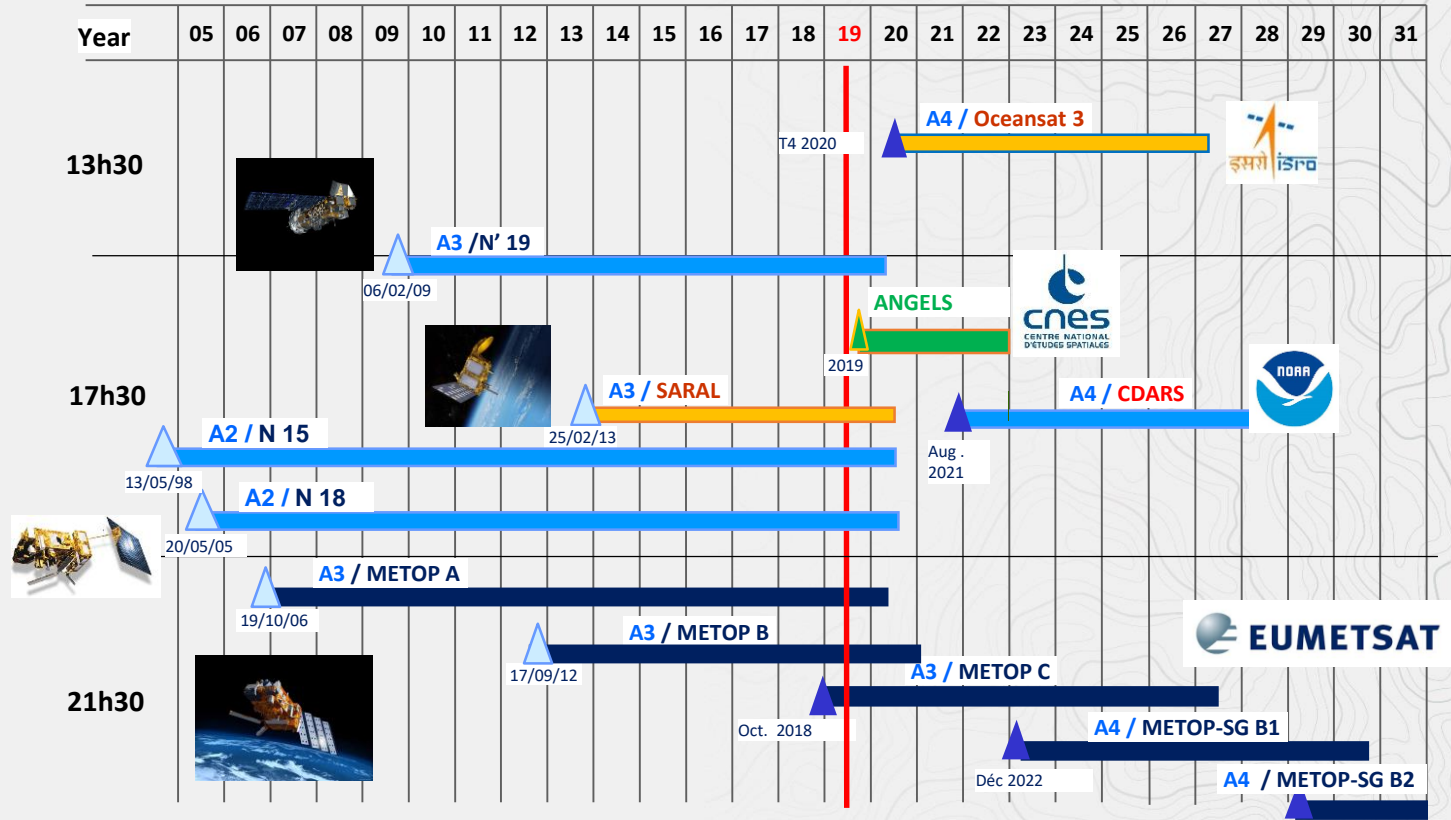 Year 05 06 07 08 09 10 11 12 13 14 15 16 17 18 19 20 21 22 23 24 25 26 27 28 29 30 31
A4 / Oceansat 3
T4 2020
इसरो isro
13h30
A3 /N’ 19
06/02/09
ANGELS
cnes
CENTRE NATIONAL
D'ÉTUDES SPATIALES
2019
NOAA
17h30
A3 / SARAL
A4 / CDARS
25/02/13
A2 / N 15
Aug .
2021
13/05/98
A2 / N 18
20/05/05
A3 / METOP A
19/10/06
A3 / METOP B
EUMETSAT
17/09/12
A3 / METOP C
21h30
Oct. 2018
A4 / METOP-SG B1
Déc 2022
A4 / METOP-SG B2